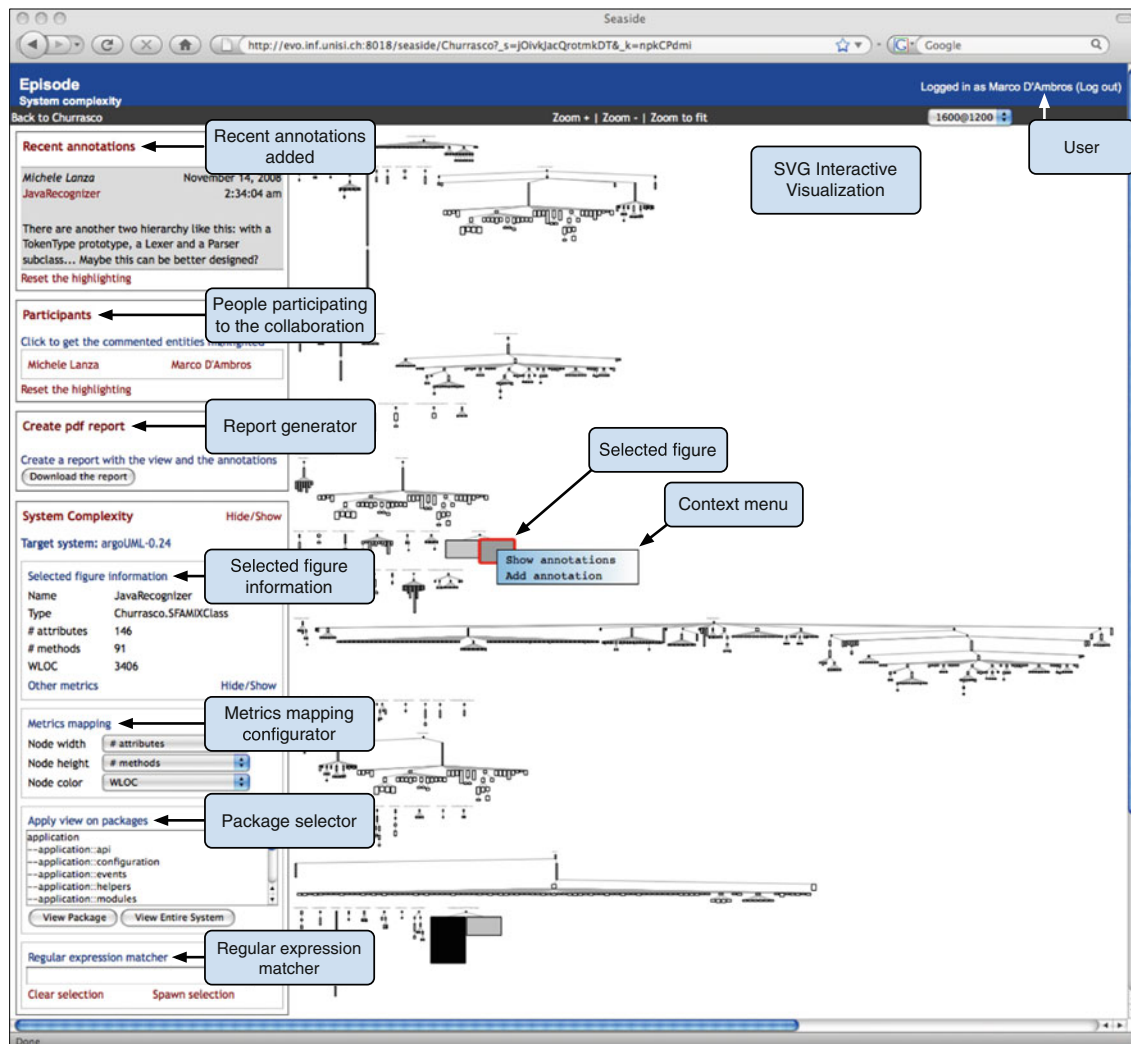 Seaside
http://evo.inf.unisi.ch:8018/seaside/Churrasco?_s=jOivkJacQrotmkDT&_k=npkCPdmi
Google
Episode
System complexity
Logged in as Marco D'Ambros (Log out)
Back to Churrasco
Zoom + | Zoom - | Zoom to fit
1600@1200
Recent annotations
Recent annotations added
User
SVG Interactive Visualization
Michele Lanza
November 14, 2008
JavaRecognizer
2:34:04 am
There are another two hierarchy like this: with a
TokenType prototype, a Lexer and a Parser
subclass... Maybe this can be better designed?
Reset the highlighting
Participants
People participating to the collaboration
Click to get the commented entities highlighted
Michele Lanza
Marco D'Ambros
Reset the highlighting
Create pdf report
Report generator
Create a report with the view and the annotations
Download the report
Selected figure
Context menu
Show annotations
Add annotation
System Complexity
Hide/Show
Target system: argoUML-0.24
Selected figure information
Selected figure information
Name JavaRecognizer
Type Churrasco.SFAMIXClass
# attributes 146
# methods 91
WLOC 3406
Other metrics
Hide/Show
Metrics mapping
Metrics mapping configurator
Node width # attributes
Node height # methods
Node color WLOC
Apply view on packages
Package selector
application
--application::api
--application::configuration
--application::events
--application::helpers
--application::modules
View Package
View Entire System
Regular expression matcher
Regular expression matcher
Clear selection
Spawn selection
Done